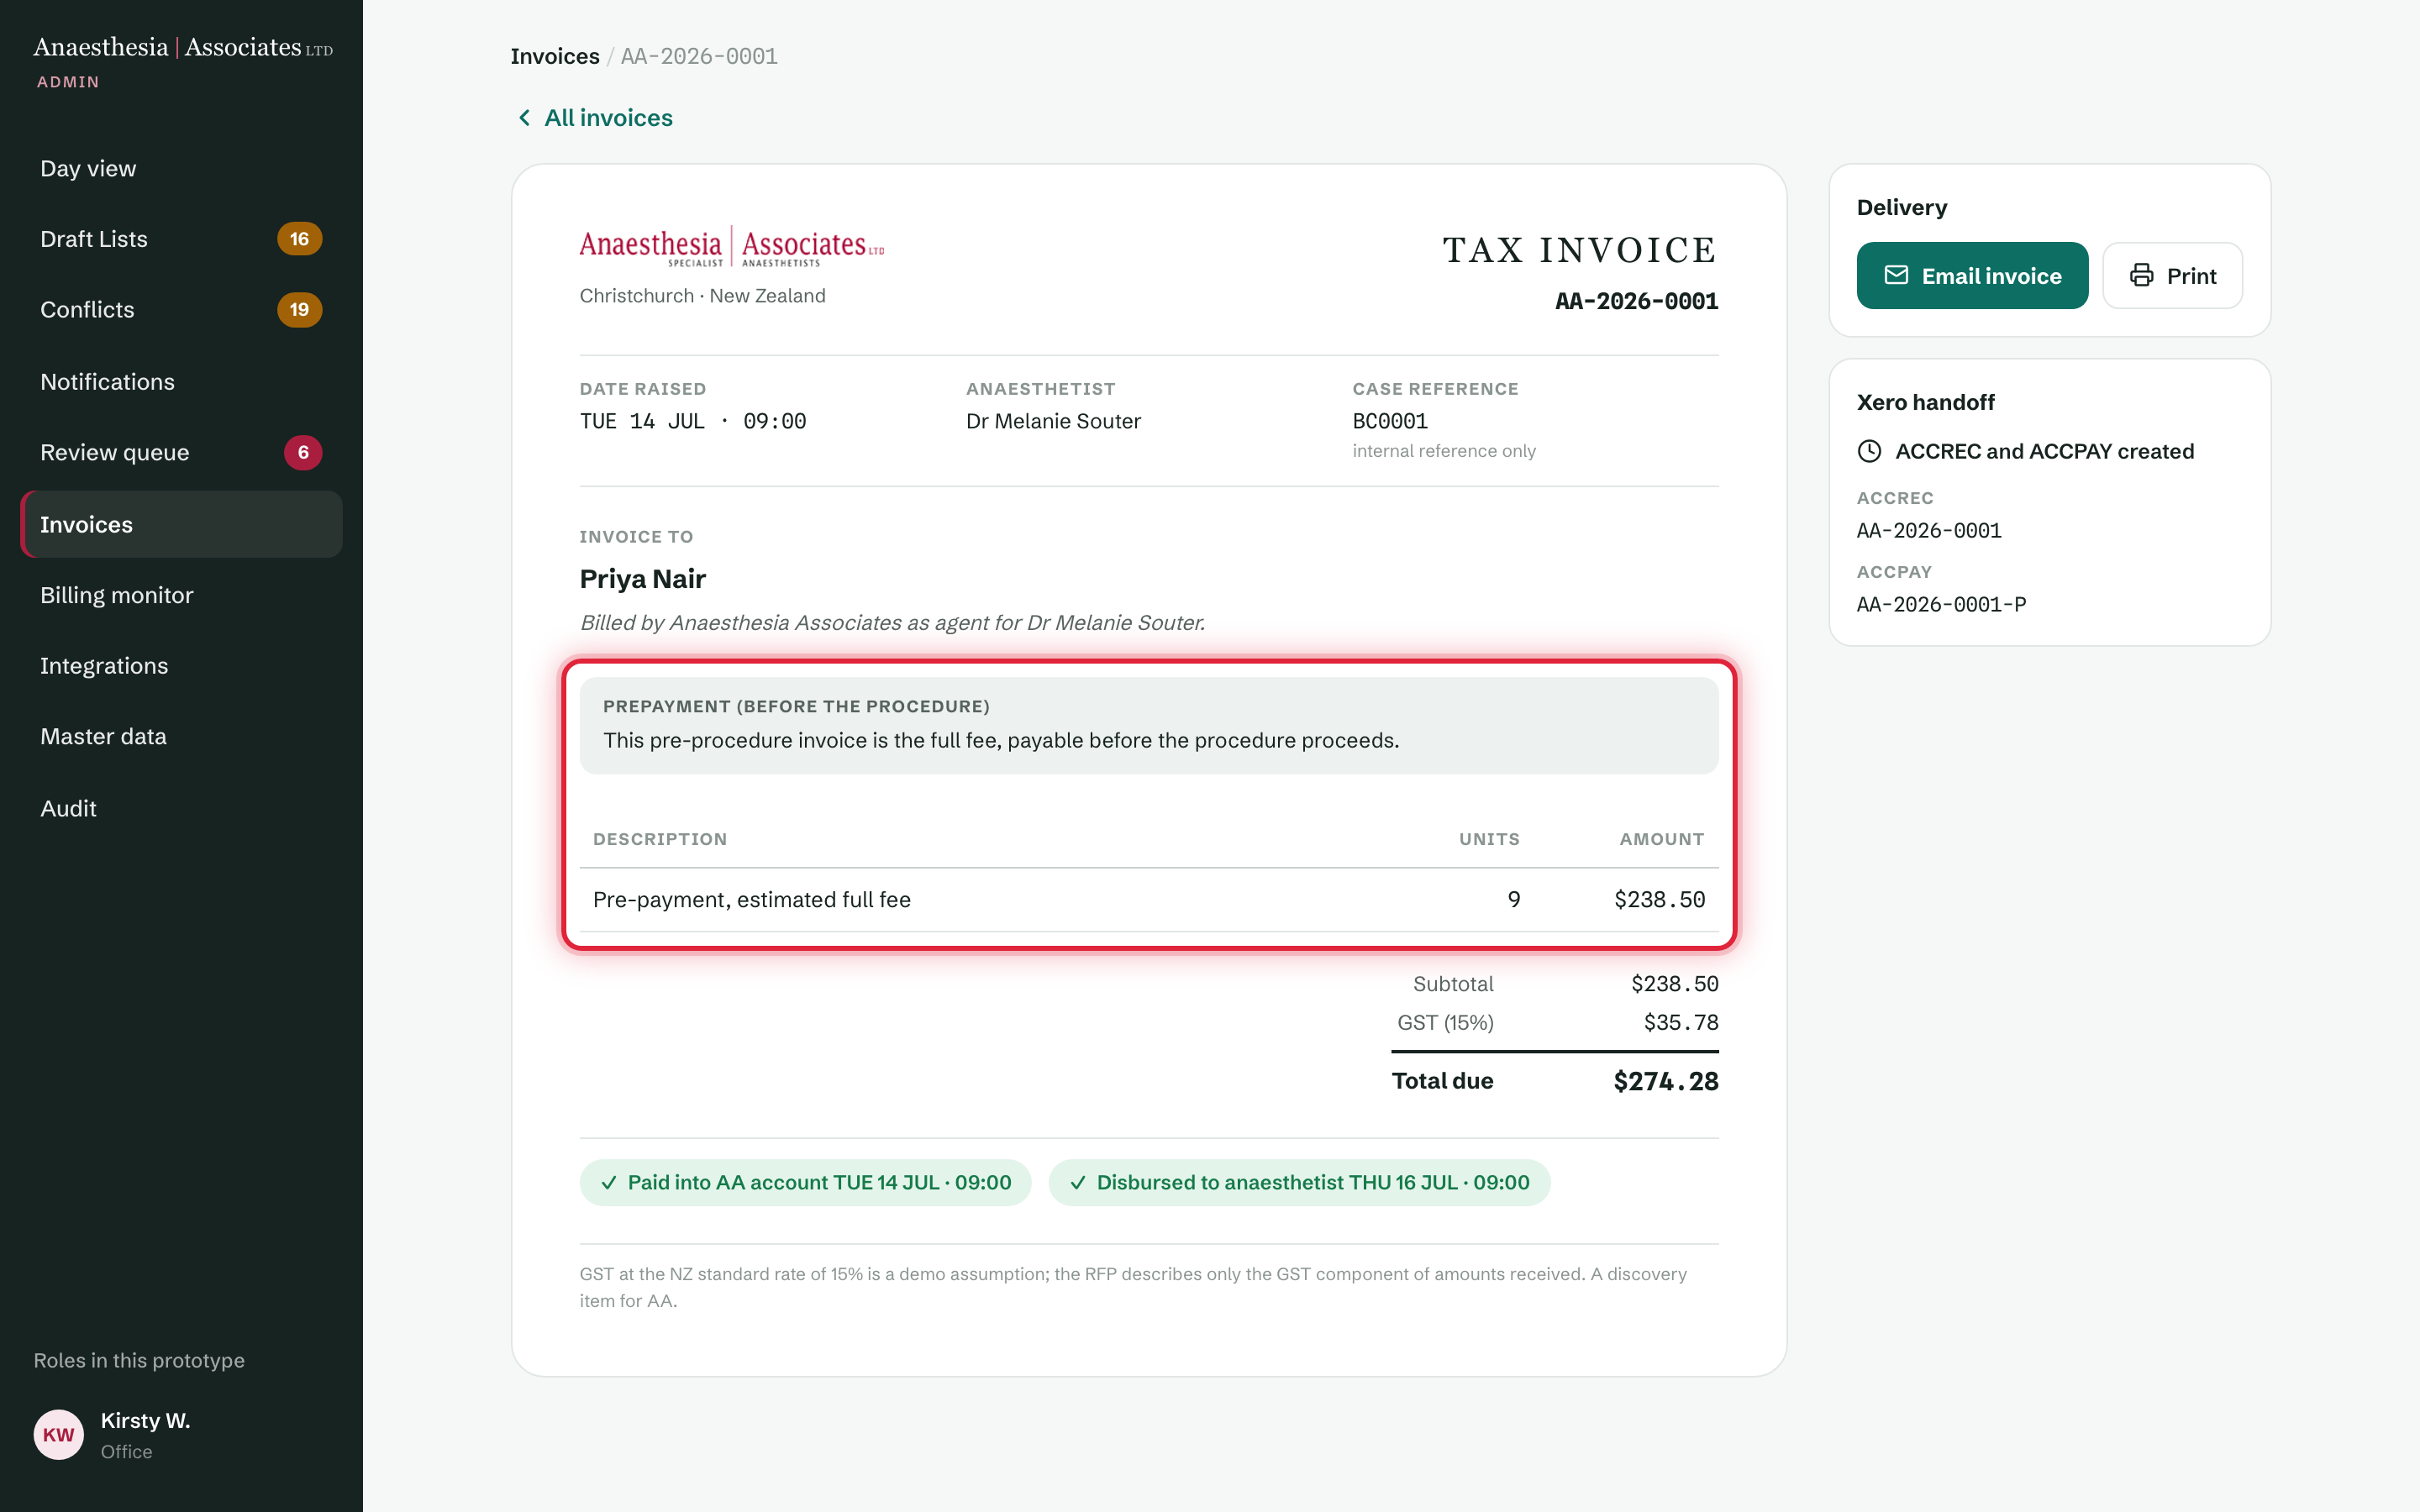 Anaesthesia | Associates LTD
ADMIN
Day view
Draft Lists 16
Conflicts 19
Notifications
Review queue 6
Invoices
Billing monitor
Integrations
Master data
Audit
Roles in this prototype
KW
Kirsty W.
Office
Invoices / AA-2026-0001
All invoices
Anaesthesia | Associates LTD
SPECIALIST ANAESTHETISTS
Christchurch · New Zealand
TAX INVOICE
AA-2026-0001
DATE RAISED
TUE 14 JUL · 09:00
ANAESTHETIST
Dr Melanie Souter
CASE REFERENCE
BC0001
internal reference only
INVOICE TO
Priya Nair
Billed by Anaesthesia Associates as agent for Dr Melanie Souter.
PREPAYMENT (BEFORE THE PROCEDURE)
This pre-procedure invoice is the full fee, payable before the procedure proceeds.
DESCRIPTION UNITS AMOUNT
Pre-payment, estimated full fee 9 $238.50
Subtotal $238.50
GST (15%) $35.78
Total due $274.28
Paid into AA account TUE 14 JUL · 09:00
Disbursed to anaesthetist THU 16 JUL · 09:00
GST at the NZ standard rate of 15% is a demo assumption; the RFP describes only the GST component of amounts received. A discovery
item for AA.
Delivery
Email invoice
Print
Xero handoff
ACCREC and ACCPAY created
ACCREC
AA-2026-0001
ACCPAY
AA-2026-0001-P